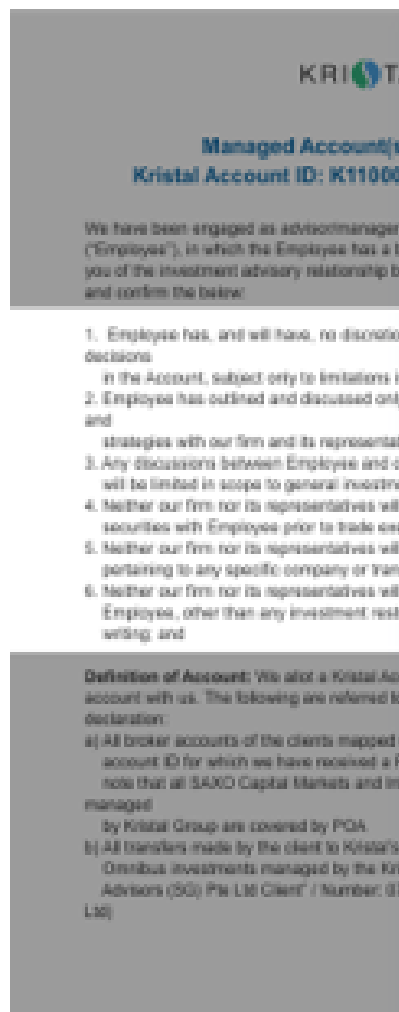 KRI
Managed Account(s
Kristal Account ID: K11000
We have been engaged as advisor/manager
("Employee"), in which the Employee has a b
you of the investment advisory relationship b
and confirm the below:
1. Employee has, and will have, no discretio
decisions
in the Account, subject only to limitations i
2. Employee has outlined and discussed onl
and
strategies with our firm and its representat
3. Any discussions between Employee and o
will be limited in scope to general investm
4. Neither our firm nor its representatives will
securities with Employee prior to trade exe
5. Neither our firm nor its representatives will
pertaining to any specific company or tran
6. Neither our firm nor its representatives will
Employee, other than any investment rest
writing; and
Definition of Account: We allot a Kristal Ac
account with us. The following are referred to
declaration:
a) All broker accounts of the clients mapped
account ID for which we have received a P
note that all SAXO Capital Markets and In
managed
by Kristal Group are covered by POA
b) All transfers made by the client to Kristal's
Omnibus investments managed by the Kri
Advisors (SG) Pte Ltd Client" / Number:
Ltd)